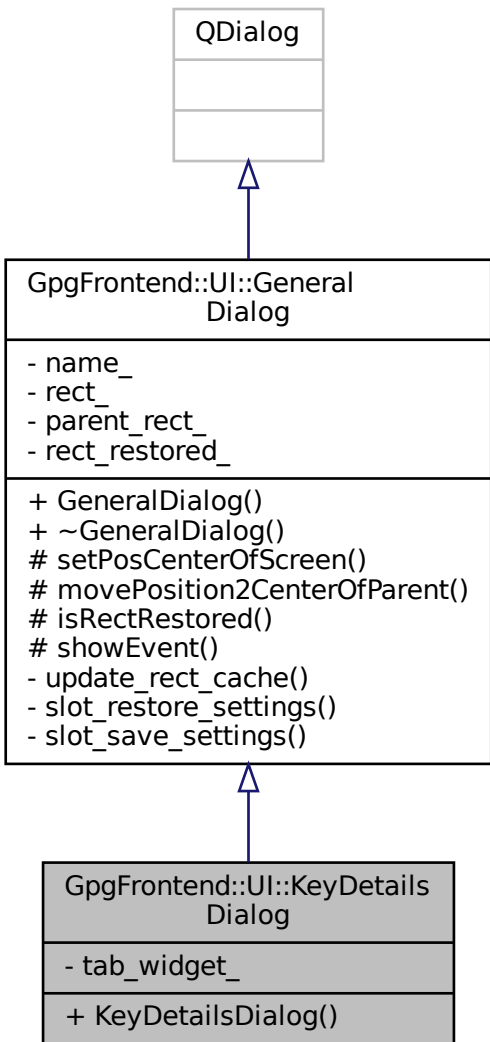 QDialog
GpgFrontend::UI::General
Dialog
- name_
- rect_
- parent_rect_
- rect_restored_
+ GeneralDialog()
+ ~GeneralDialog()
# setPosCenterOfScreen()
# movePosition2CenterOfParent()
# isRectRestored()
# showEvent()
- update_rect_cache()
- slot_restore_settings()
- slot_save_settings()
GpgFrontend::UI::KeyDetails
Dialog
- tab_widget_
+ KeyDetailsDialog()